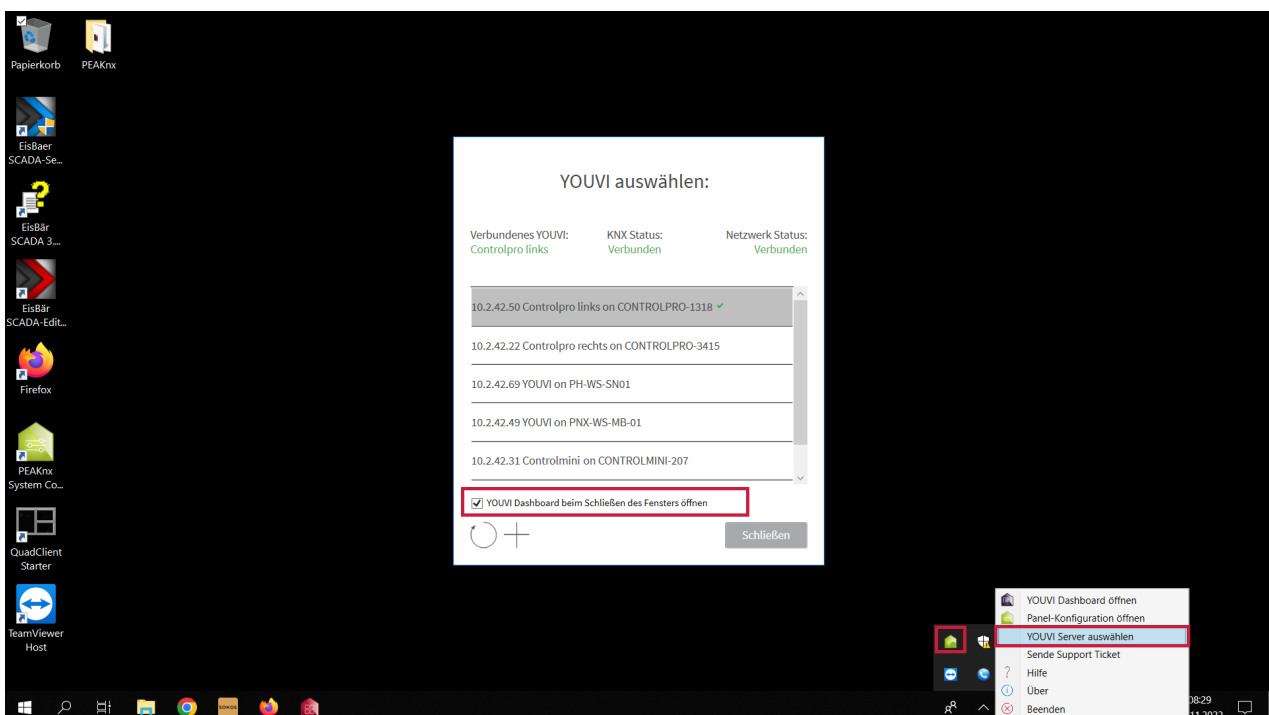 Papierkorb
PEAKnx
EisBaer
SCADA-Se...
EisBär
SCADA 3....
EisBär
SCADA-Edit...
Firefox
PEAKnx
System Co...
QuadClient
Starter
TeamViewer
Host
YOUVI auswählen:
Verbundenes YOUVI: KNX Status: Netzwerk Status:
Controlpro links Verbunden Verbunden
10.2.42.50 Controlpro links on CONTROLPRO-1318
10.2.42.22 Controlpro rechts on CONTROLPRO-3415
10.2.42.69 YOUVI on PH-WS-SN01
10.2.42.49 YOUVI on PNX-WS-MB-01
10.2.42.31 Controlmini on CONTROLMINI-207
YOUVI Dashboard beim Schließen des Fensters öffnen
Schließen
YOUVI Dashboard öffnen
Panel-Konfiguration öffnen
YOUVI Server auswählen
Sende Support Ticket
? Hilfe
Über
Beenden
SOKOS
08:29
11.2022